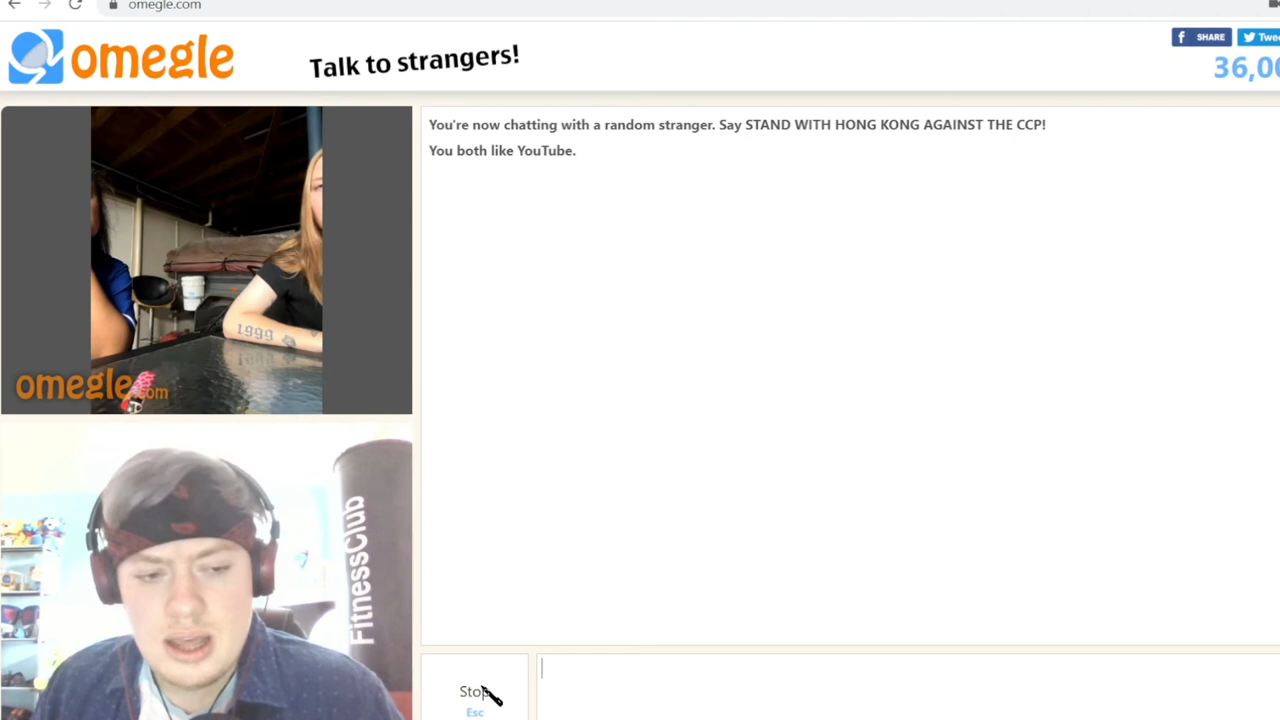 omegle.com
omegle
Talk to strangers!
SHARE
Twee
36,00
You're now chatting with a random stranger. Say STAND WITH HONG KONG AGAINST THE CCP!
You both like YouTube.
1999
omegle.com
FitnessClub
Stop
Esc